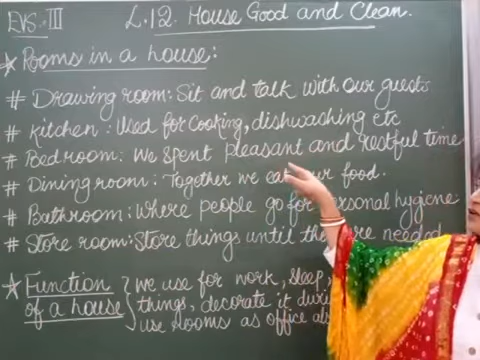 EVS-III
L.12. House Good and Clean.
* Rooms in a house:
# Drawing room: Sit and talk with our guests
# Kitchen: Used for cooking, dishwashing etc
# Bed room: We spent pleasant and restful time
# Dining room: Together we eat our food.
# Bathroom: where people go for personal hygiene
# Store room: Store things until they are needed
* Function of a house } we use for work, sleep,
things, decorate it
use rooms as office